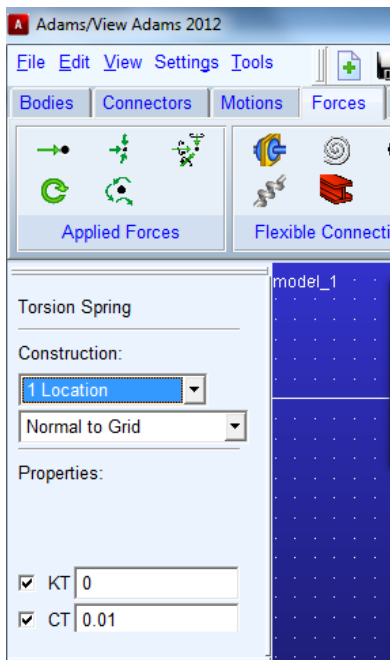 A Adams/View Adams 2012
File Edit View Settings Tools
Bodies Connectors Motions Forces
Applied Forces Flexible Connecti
model_1
Torsion Spring
Construction:
1 Location
Normal to Grid
Properties:
KT 0
CT 0.01